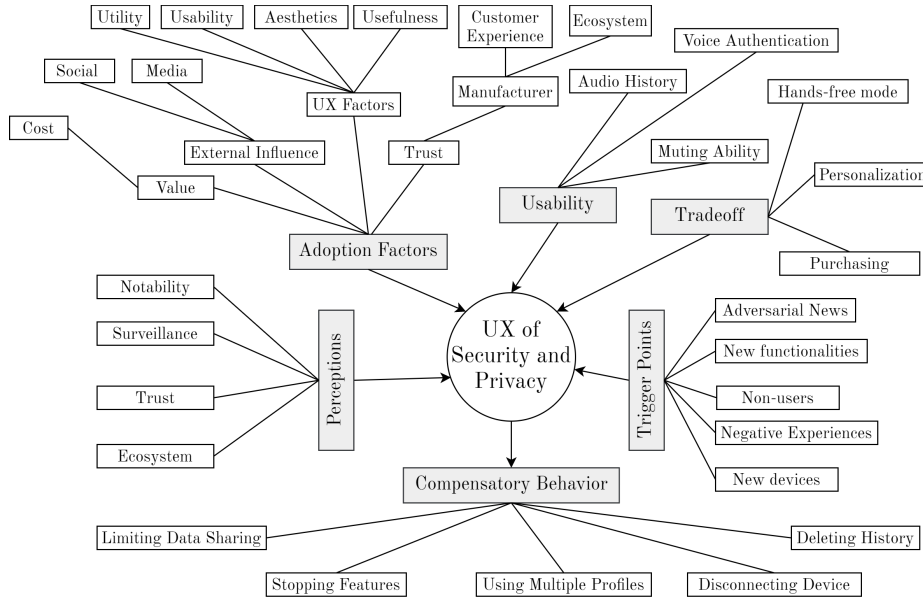 Utility
Usability
Aesthetics
Usefulness
Customer
Experience
Ecosystem
Voice Authentication
Social
Media
UX Factors
Manufacturer
Audio History
Hands-free mode
Cost
External Influence
Trust
Muting Ability
Value
Personalization
Usability
Tradeoff
Adoption Factors
Purchasing
Notability
Surveillance
Trust
Ecosystem
Perceptions
UX of
Security and
Privacy
Trigger Points
Adversarial News
New functionalities
Non-users
Negative Experiences
New devices
Compensatory Behavior
Limiting Data Sharing
Deleting History
Stopping Features
Using Multiple Profiles
Disconnecting Device